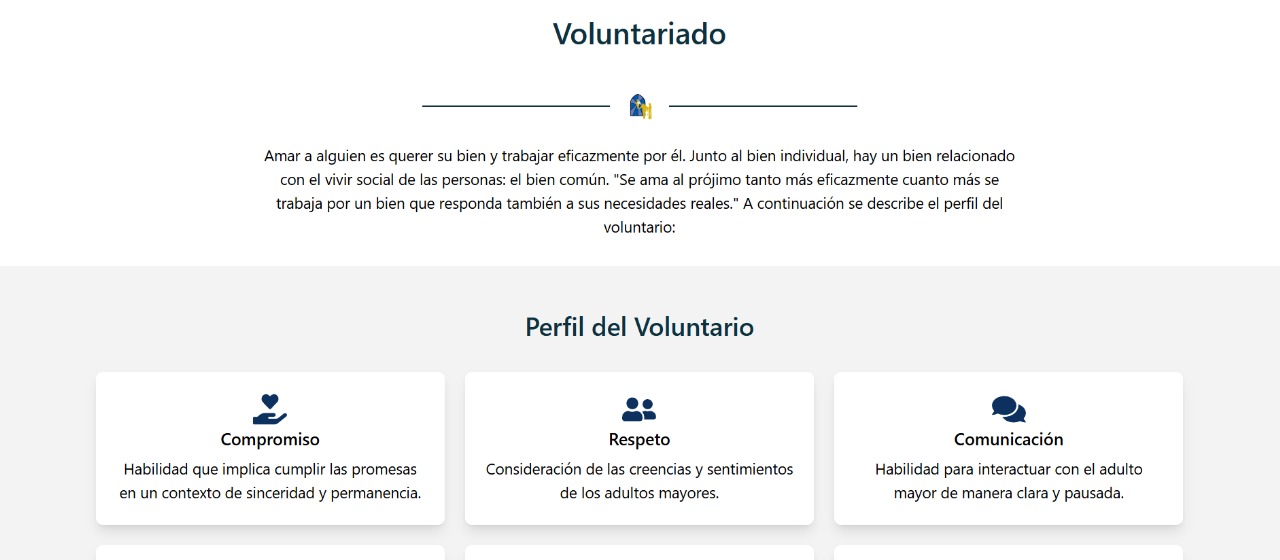 Voluntariado
Amar a alguien es querer su bien y trabajar eficazmente por él. Junto al bien individual, hay un bien relacionado
con el vivir social de las personas: el bien común. "Se ama al prójimo tanto más eficazmente cuanto más se
trabaja por un bien que responda también a sus necesidades reales." A continuación se describe el perfil del
voluntario:
Perfil del Voluntario
Compromiso
Habilidad que implica cumplir las promesas
en un contexto de sinceridad y permanencia.
Respeto
Consideración de las creencias y sentimientos
de los adultos mayores.
Comunicación
Habilidad para interactuar con el adulto
mayor de manera clara y pausada.